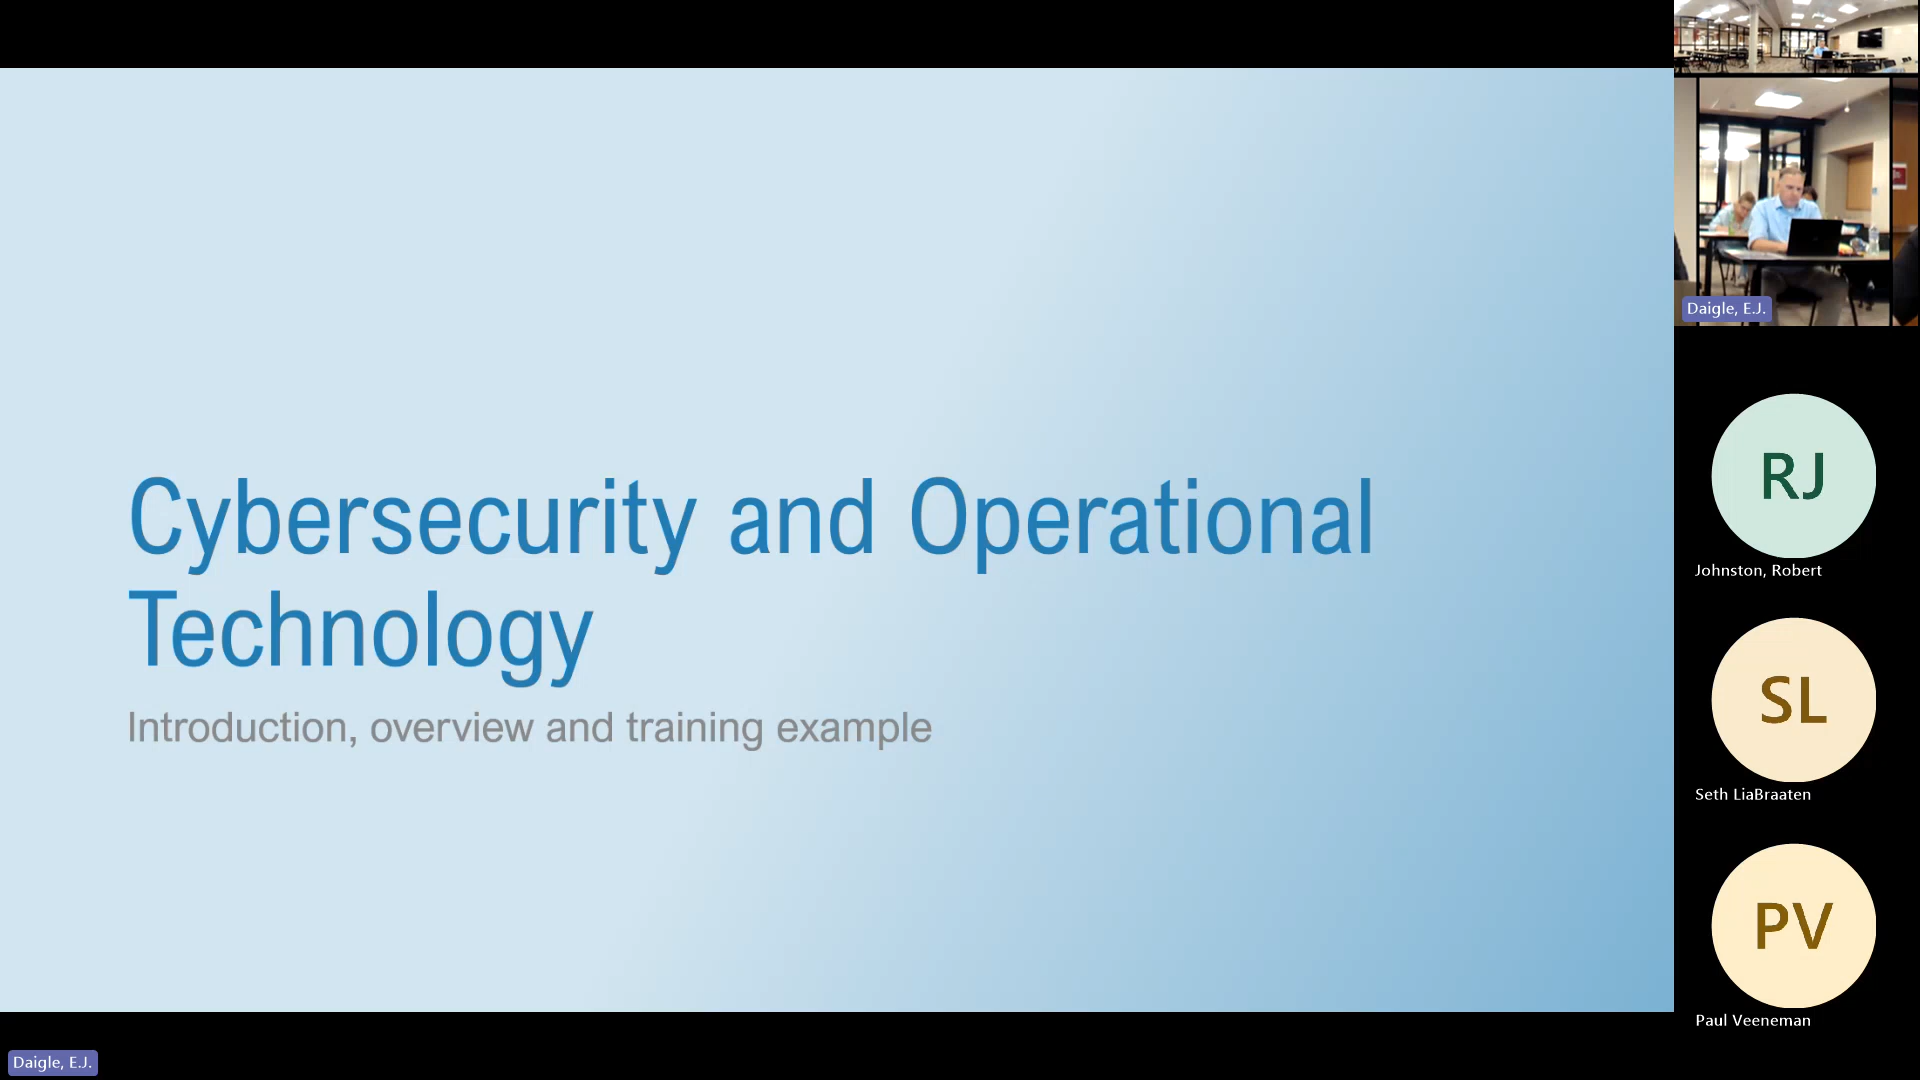 Cybersecurity and Operational
Technology
Introduction, overview and training example
Daigle, E.J.
RJ
Johnston, Robert
SL
Seth LiaBraaten
PV
Paul Veeneman
Daigle, E.J.